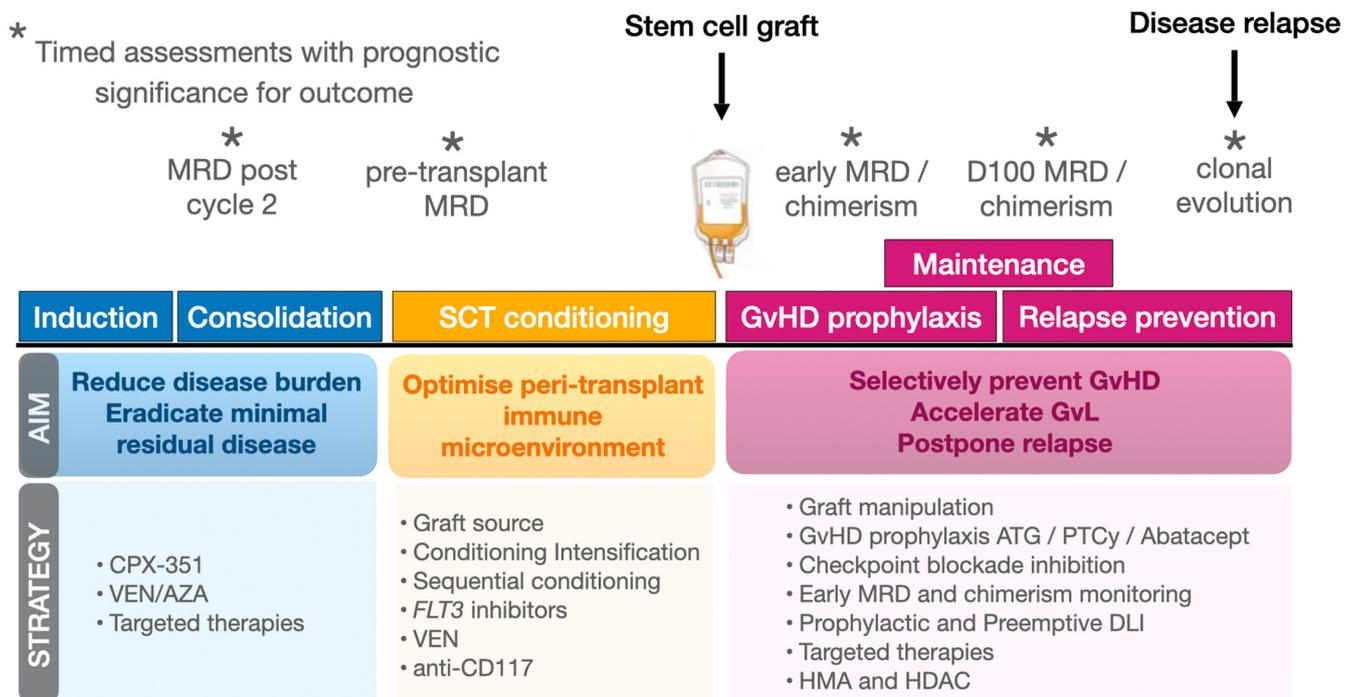 Stem cell graft
Disease relapse
* Timed assessments with prognostic
significance for outcome
*
MRD post
cycle 2
*
pre-transplant
MRD
*
early MRD /
chimerism
*
D100 MRD /
chimerism
*
clonal
evolution
Maintenance
Induction
Consolidation
SCT conditioning
GvHD prophylaxis
Relapse prevention
AIM
Reduce disease burden
Eradicate minimal
residual disease
Optimise peri-transplant
immune
microenvironment
Selectively prevent GvHD
Accelerate GvL
Postpone relapse
STRATEGY
• CPX-351
• VEN/AZA
• Targeted therapies
• Graft source
• Conditioning Intensification
• Sequential conditioning
• FLT3 inhibitors
• VEN
• anti-CD117
• Graft manipulation
• GvHD prophylaxis ATG / PTCy / Abatacept
• Checkpoint blockade inhibition
• Early MRD and chimerism monitoring
• Prophylactic and Preemptive DLI
• Targeted therapies
• HMA and HDAC